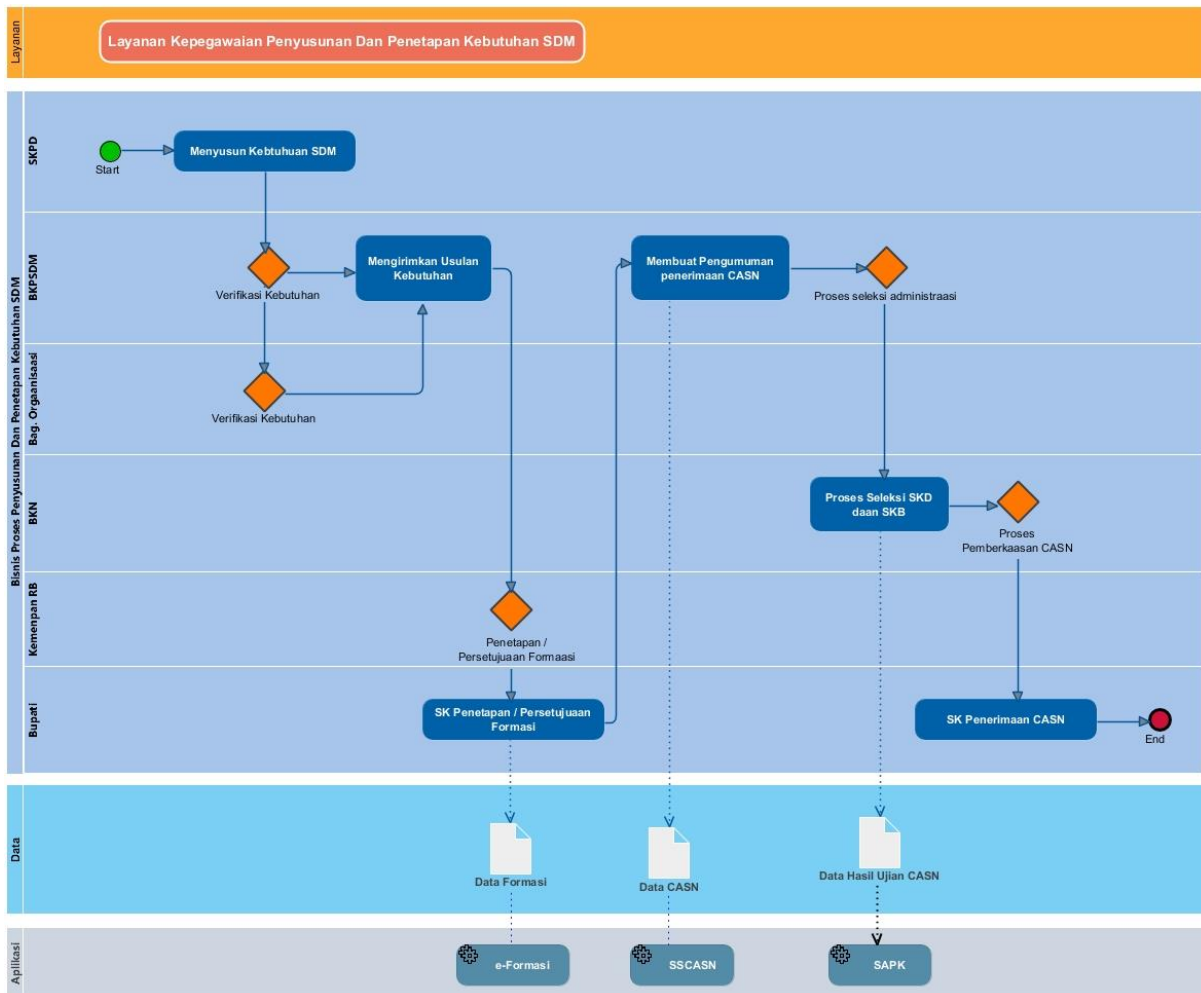 Layanan
Layanan Kepegawaian Penyusunan Dan Penetapan Kebutuhan SDM
Bisnis Proses Penyusunan Dan Penetapan Kebutuhan SDM
SKPD
Start
Menyusun Kebtuhuan SDM
BKPSDM
Verifikasi Kebutuhan
Mengirimkan Usulan
Kebutuhan
Membuat Pengumuman
penerimaan CASN
Proses seleksi administraasi
Bag. Orgaanisaasi
Verifikasi Kebutuhan
BKN
Proses Seleksi SKD
daan SKB
Proses
Pemberkaasan CASN
Kemenpan RB
Penetapan /
Persetujuaan Formaasi
Bupati
SK Penetapan / Persetujuaan
Formasi
SK Penerimaan CASN
End
Data
Data Formasi
Data CASN
Data Hasil Ujian CASN
Aplikasi
e-Formasi
SSCASN
SAPK